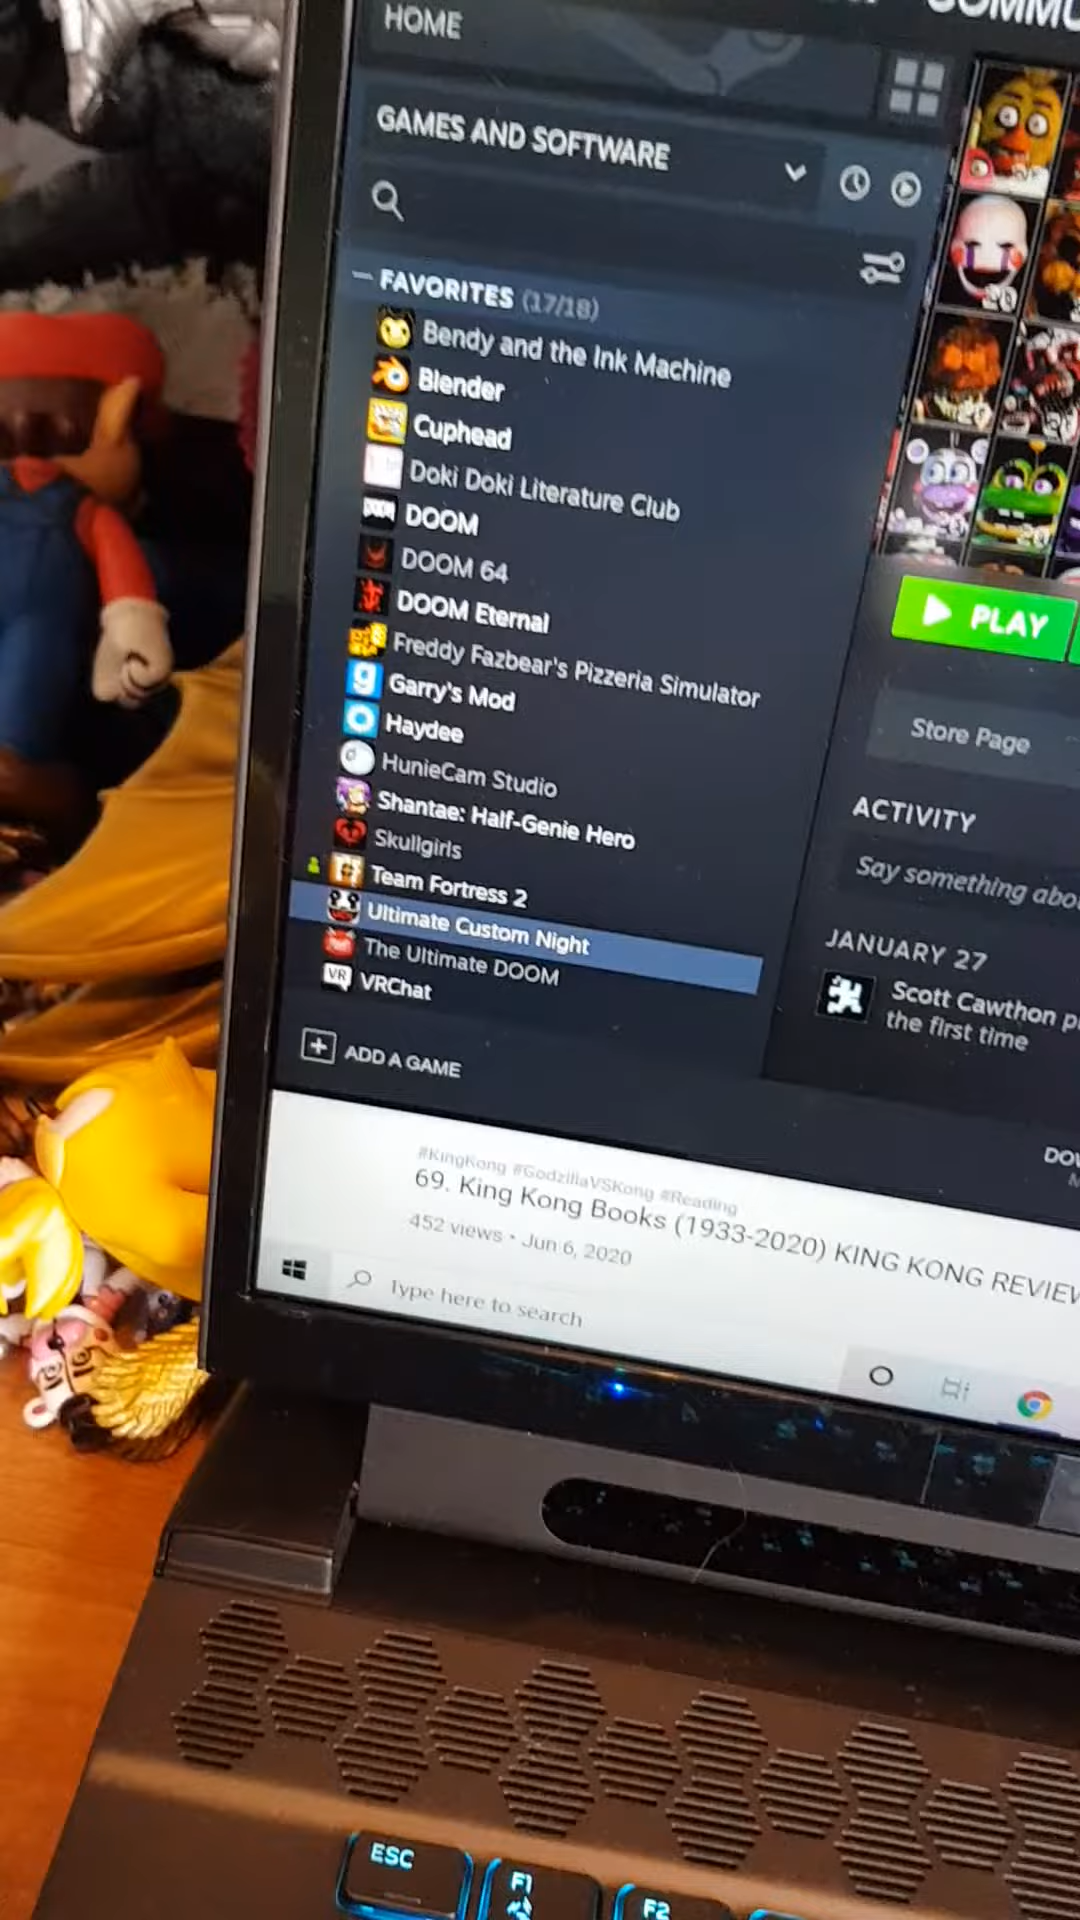 HOME
GAMES AND SOFTWARE
FAVORITES (17/18)
Bendy and the Ink Machine
Blender
Cuphead
Doki Doki Literature Club
DOOM
DOOM 64
DOOM Eternal
Freddy Fazbear's Pizzeria Simulator
Garry's Mod
Haydee
HunieCam Studio
Shantae: Half-Genie Hero
Skullgirls
Team Fortress 2
Ultimate Custom Night
The Ultimate DOOM
VR VRChat
+ ADD A GAME
PLAY
Store Page
ACTIVITY
Say something abo
JANUARY 27
Scott Cawthon p
the first time
#KingKong #GodzillaVSKong #Reading
69. King Kong Books (1933-2020) KING KONG REVIEW
452 views • Jun 6, 2020
Type here to search
ESC
F1
F2